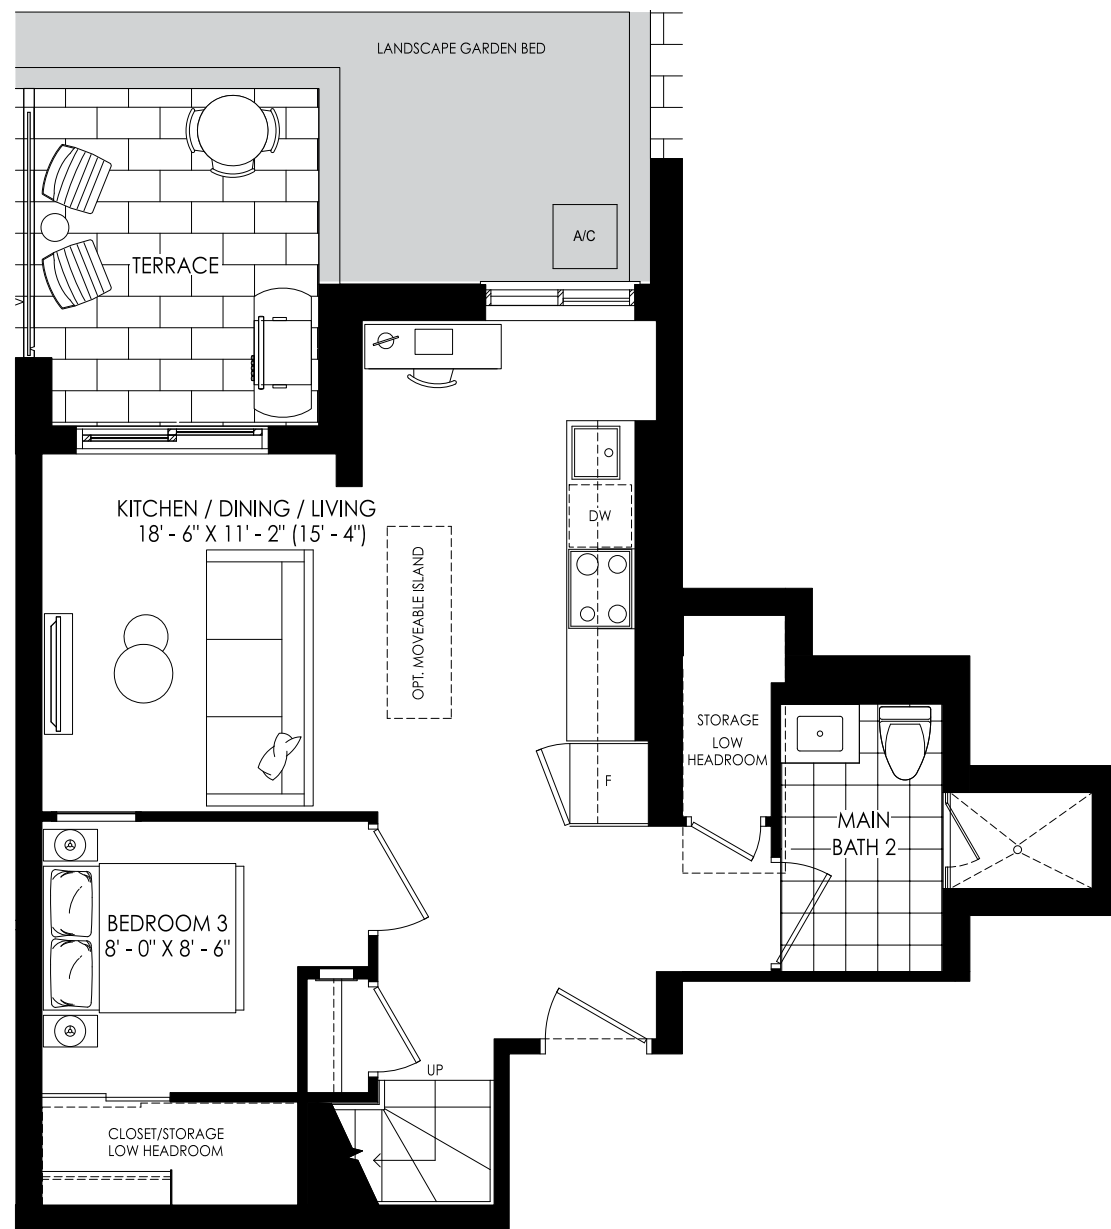 LANDSCAPE GARDEN BED
A/C
TERRACE
KITCHEN / DINING / LIVING
18' - 6" X 11' - 2" (15' - 4")
DW
OPT. MOVEABLE ISLAND
STORAGE
LOW
HEADROOM
F
MAIN
BATH 2
BEDROOM 3
8' - 0" X 8' - 6"
UP
CLOSET/STORAGE
LOW HEADROOM